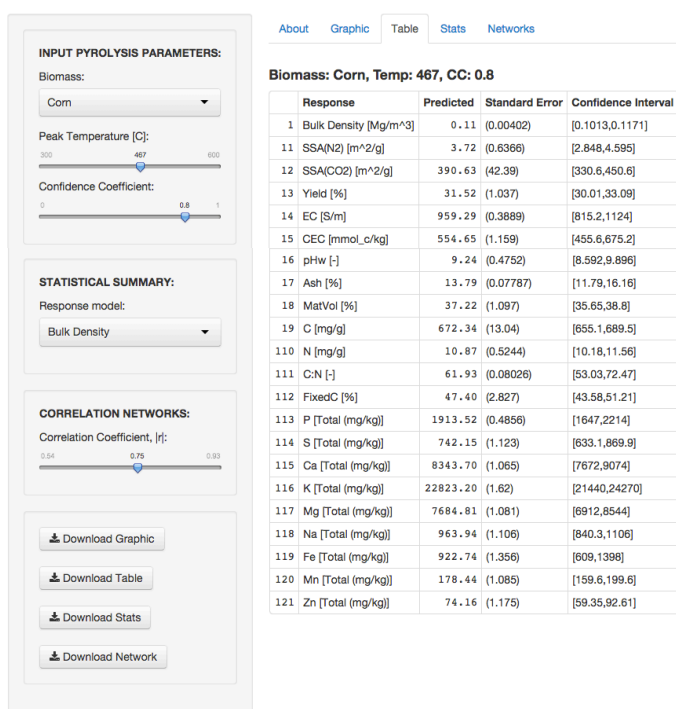 INPUT PYROLYSIS PARAMETERS:
Biomass:
Corn
Peak Temperature [C]:
300 467 600
Confidence Coefficient:
0 0.8 1
STATISTICAL SUMMARY:
Response model:
Bulk Density
CORRELATION NETWORKS:
Correlation Coefficient, |r|:
0.54 0.75 0.93
Download Graphic
Download Table
Download Stats
Download Network
About Graphic Table Stats Networks
Biomass: Corn, Temp: 467, CC: 0.8
Response Predicted Standard Error Confidence Interval
1 Bulk Density [Mg/m^3] 0.11 (0.00402) [0.1013,0.1171]
11 SSA(N2) [m^2/g] 3.72 (0.6366) [2.848,4.595]
12 SSA(CO2) [m^2/g] 390.63 (42.39) [330.6,450.6]
13 Yield [%] 31.52 (1.037) [30.01,33.09]
14 EC [S/m] 959.29 (0.3889) [815.2,1124]
15 CEC [mmol_c/kg] 554.65 (1.159) [455.6,675.2]
16 pHw [-] 9.24 (0.4752) [8.592,9.896]
17 Ash [%] 13.79 (0.07787) [11.79,16.16]
18 MatVol [%] 37.22 (1.097) [35.65,38.8]
19 C [mg/g] 672.34 (13.04) [655.1,689.5]
110 N [mg/g] 10.87 (0.5244) [10.18,11.56]
111 C:N [-] 61.93 (0.08026) [53.03,72.47]
112 FixedC [%] 47.40 (2.827) [43.58,51.21]
113 P [Total (mg/kg)] 1913.52 (0.4856) [1647,2214]
114 S [Total (mg/kg)] 742.15 (1.123) [633.1,869.9]
115 Ca [Total (mg/kg)] 8343.70 (1.065) [7672,9074]
116 K [Total (mg/kg)] 22823.20 (1.62) [21440,24270]
117 Mg [Total (mg/kg)] 7684.81 (1.081) [6912,8544]
118 Na [Total (mg/kg)] 963.94 (1.106) [840.3,1106]
119 Fe [Total (mg/kg)] 922.74 (1.356) [609,1398]
120 Mn [Total (mg/kg)] 178.44 (1.085) [159.6,199.6]
121 Zn [Total (mg/kg)] 74.16 (1.175) [59.35,92.61]